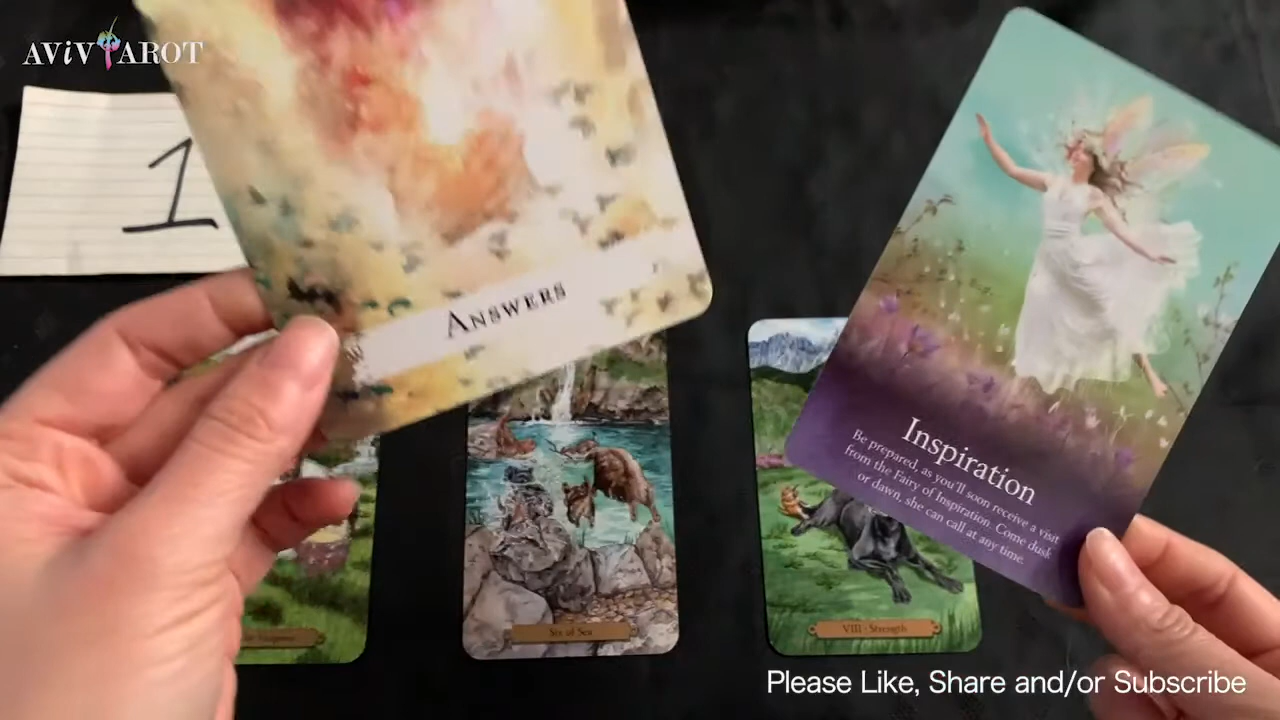 AViV TAROT
1
ANSWERS
Inspiration
Be prepared, as you'll soon receive a visit
from the Fairy of Inspiration. Come dusk
or dawn, she can call at any time.
Six of Sea
VIII - Strength
Please Like, Share and/or Subscribe